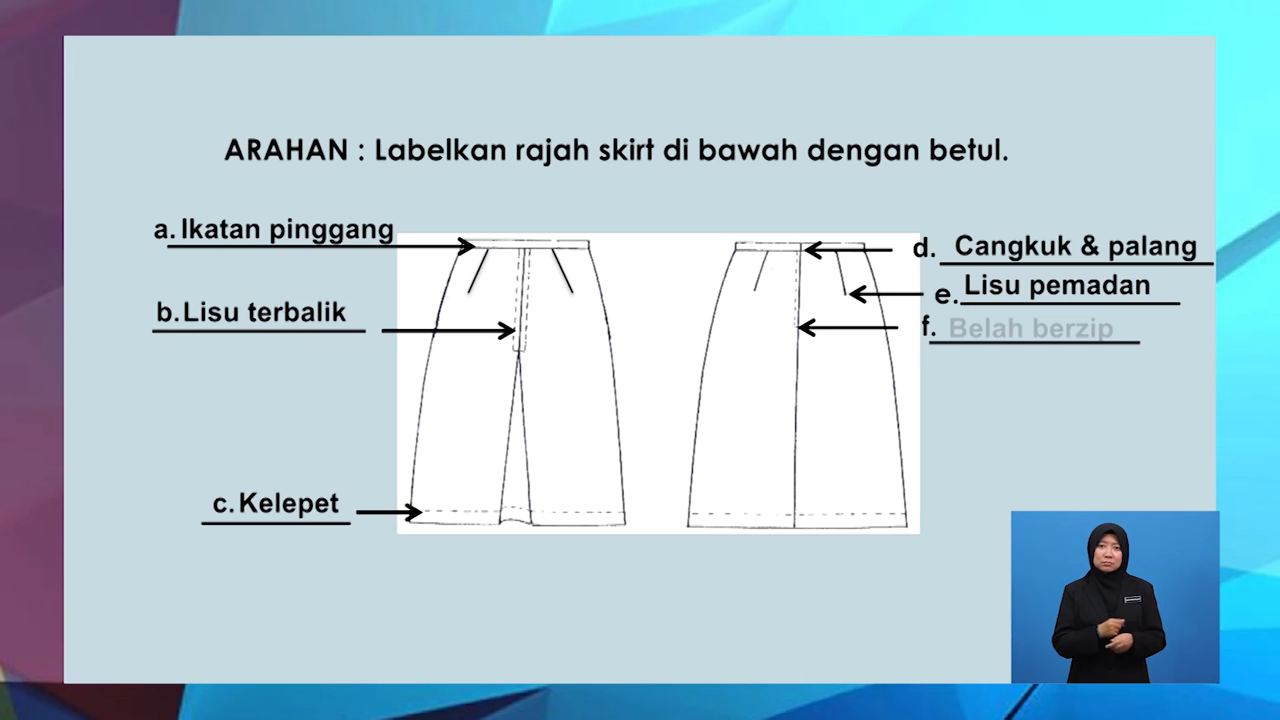 ARAHAN : Labelkan rajah skirt di bawah dengan betul.
a. Ikatan pinggang
b. Lisu terbalik
c. Kelepet
d. Cangkuk & palang
e. Lisu pemadan
f. Belah berzip